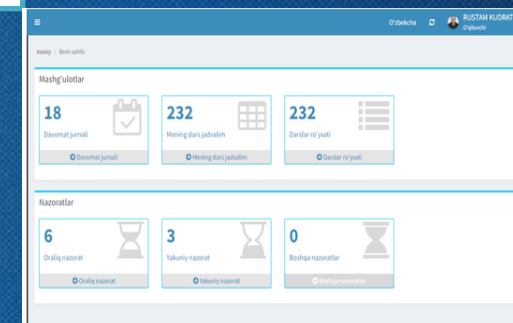 O'zbekcha
RUSTAM KUDRAT
O'qituvchi
Asosiy / Bosh sahifa
Mashg'ulotlar
18
Davomat jurnali
Davomat jurnali
232
Mening dars jadvalim
Mening dars jadvalim
232
Darslar ro'yxati
Darslar ro'yxati
Nazoratlar
6
Oraliq nazorat
Oraliq nazorat
3
Yakuniy nazorat
Yakuniy nazorat
0
Boshqa nazoratlar
Boshqa nazoratlar